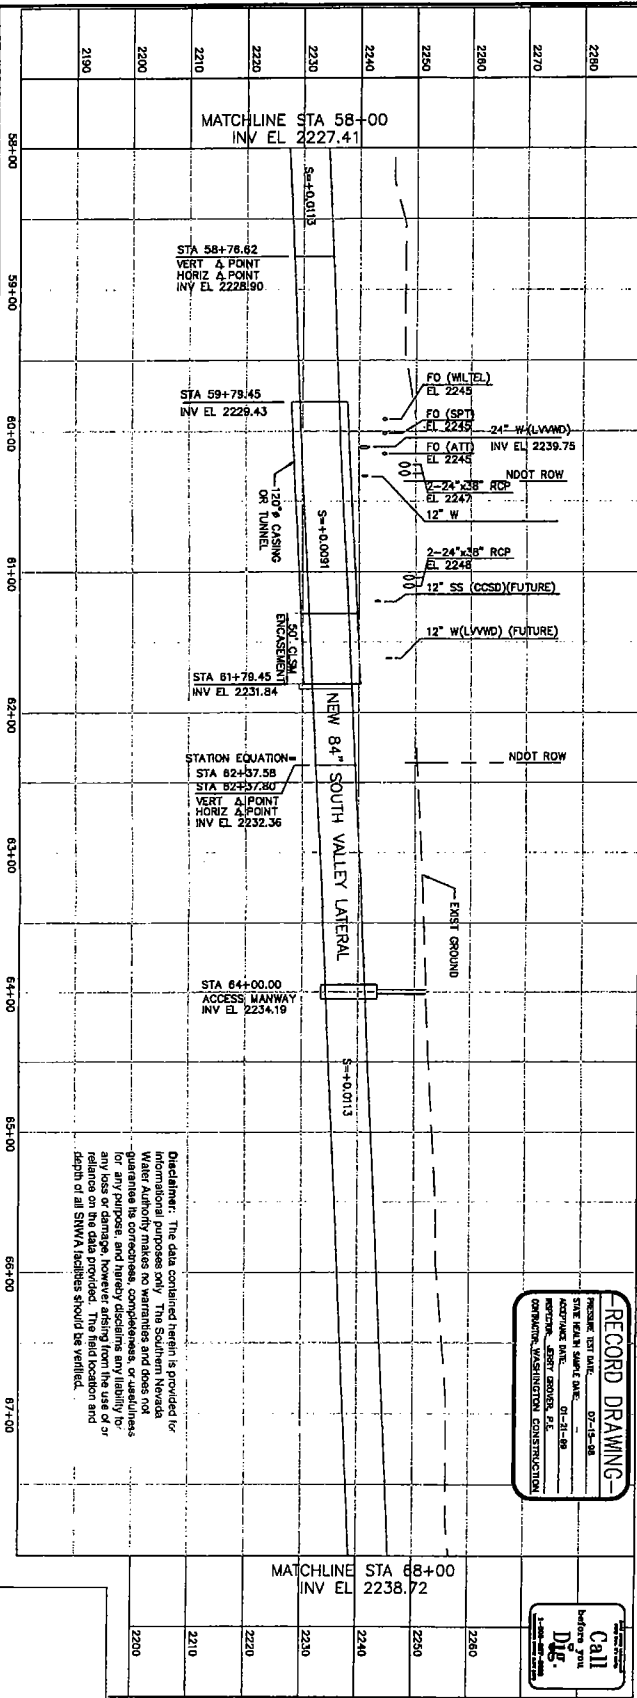 2280
2270
2260
2250
2240
2230
2220
2210
2200
2190
MATCHLINE STA 58+00
INV EL 2227.41
58+00
S=+0.0113
STA 58+76.62
VERT Δ POINT
HORIZ Δ POINT
INV EL 2228.90
59+00
STA 59+79.45
INV EL 2229.43
FO (WILTEL)
EL 2245
FO (SPT)
EL 2245
24" W (LVVWD)
INV EL 2239.75
FO (ATT)
EL 2245
NDOT ROW
2-24"x38" RCP
EL 2247
12" W
60+00
120"ø CASING
OR TUNNEL
S=+0.0091
2-24"x38" RCP
EL 2248
12" SS (CCSD)(FUTURE)
12" W(LVVWD) (FUTURE)
61+00
50' CLSM
ENCASEMENT
STA 61+79.45
INV EL 2231.84
62+00
NEW 84" SOUTH VALLEY LATERAL
STATION EQUATION=
STA 62+37.58
STA 62+37.80
VERT Δ POINT
HORIZ Δ POINT
INV EL 2232.36
NDOT ROW
63+00
EXIST GROUND
STA 64+00.00
ACCESS MANWAY
INV EL 2234.19
64+00
S=+0.0113
65+00
66+00
67+00
Disclaimer: The data contained herein is provided for
informational purposes only. The Southern Nevada
Water Authority makes no warranties and does not
guarantee its correctness, completeness, or usefulness
for any purpose, and hereby disclaims any liability for
any loss or damage, however arising from the use of or
reliance on the data provided. The field location and
depth of all SNWA facilities should be verified.
RECORD DRAWING
PRESSURE TEST DATE: 07-15-98
STATE HEALTH SAMPLE DATE: -
ACCEPTANCE DATE: 01-21-99
INSPECTOR: JERRY GROVER, P.E.
CONTRACTOR: WASHINGTON CONSTRUCTION
MATCHLINE STA 68+00
INV EL 2238.72
2260
2250
2240
2230
2220
2210
2200
Call
before you
Dig.